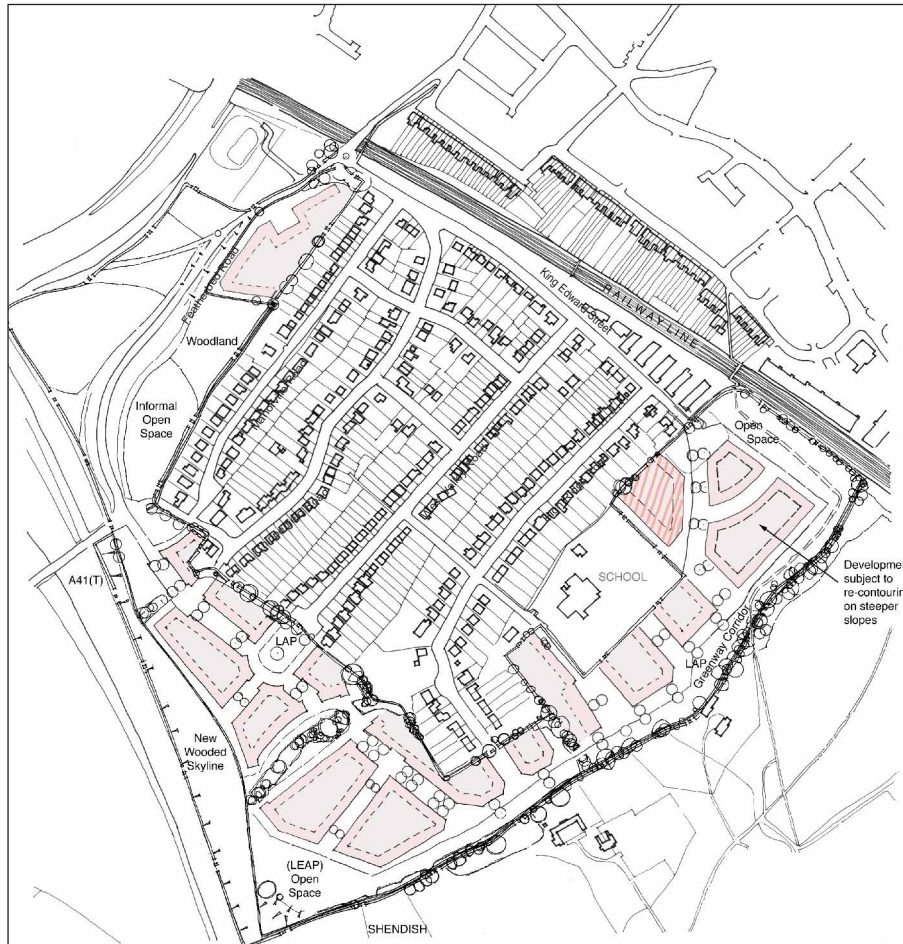 Featherbed Road
Woodland
Informal
Open
Space
King Edward Street
RAILWAY LINE
Open
Space
A41(T)
SCHOOL
Developme
subject to
re-contourin
on steeper
slopes
LAP
LAP
Greenway Corridor
New
Wooded
Skyline
(LEAP)
Open
Space
SHENDISH